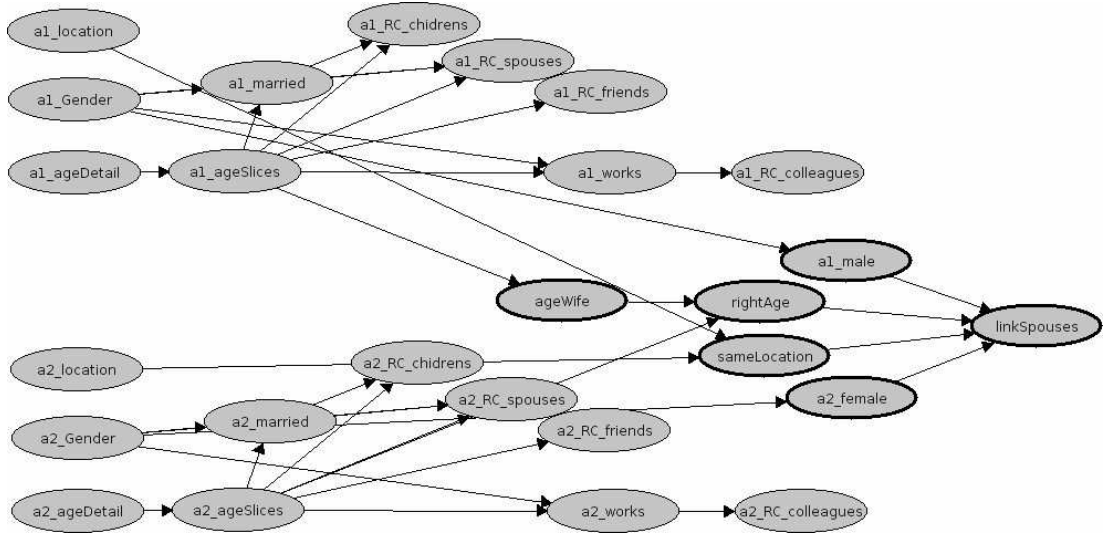 a1_location
a1_RC_chidrens
a1_RC_spouses
a1_married
a1_RC_friends
a1_Gender
a1_ageDetail
a1_ageSlices
a1_works
a1_RC_colleagues
a1_male
ageWife
rightAge
linkSpouses
sameLocation
a2_location
a2_RC_chidrens
a2_RC_spouses
a2_female
a2_married
a2_RC_friends
a2_Gender
a2_ageDetail
a2_ageSlices
a2_works
a2_RC_colleagues